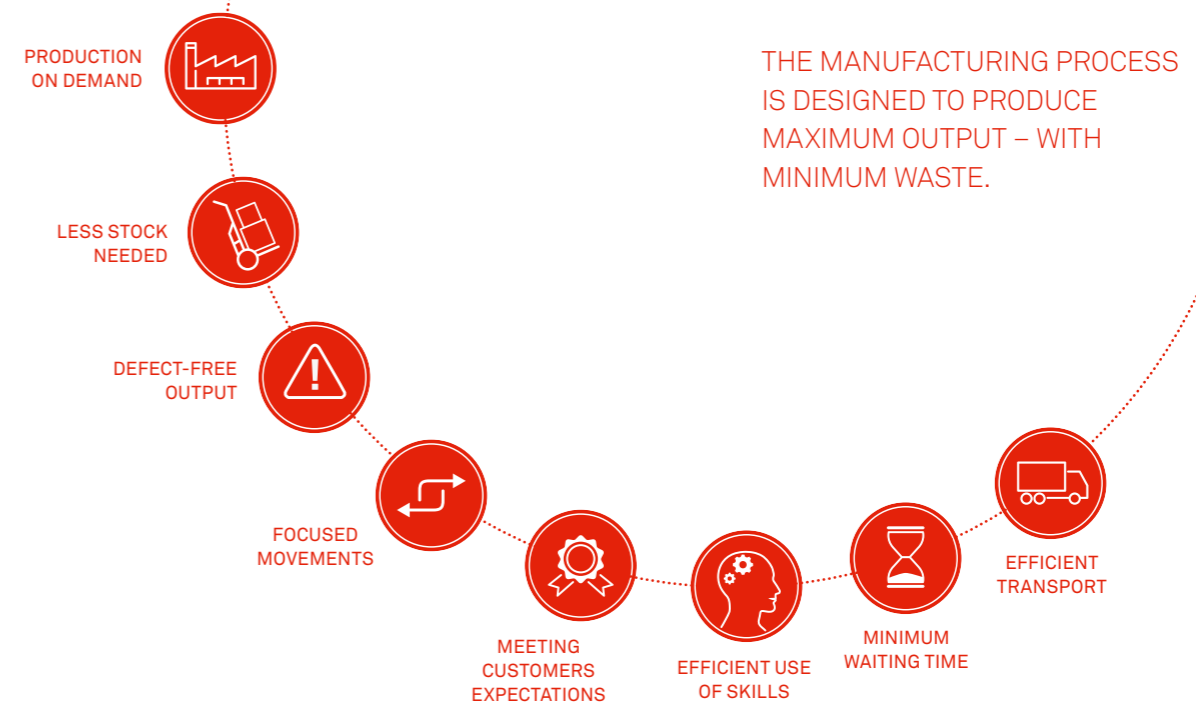 PRODUCTION
ON DEMAND
THE MANUFACTURING PROCESS
IS DESIGNED TO PRODUCE
MAXIMUM OUTPUT – WITH
MINIMUM WASTE.
LESS STOCK
NEEDED
DEFECT-FREE
OUTPUT
FOCUSED
MOVEMENTS
MEETING
CUSTOMERS
EXPECTATIONS
EFFICIENT USE
OF SKILLS
MINIMUM
WAITING TIME
EFFICIENT
TRANSPORT